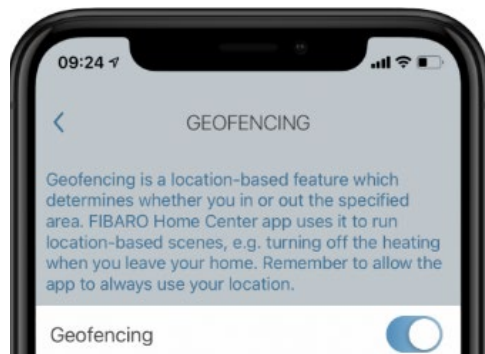 09:24
GEOFENCING
Geofencing is a location-based feature which
determines whether you in or out the specified
area. FIBARO Home Center app uses it to run
location-based scenes, e.g. turning off the heating
when you leave your home. Remember to allow the
app to always use your location.
Geofencing